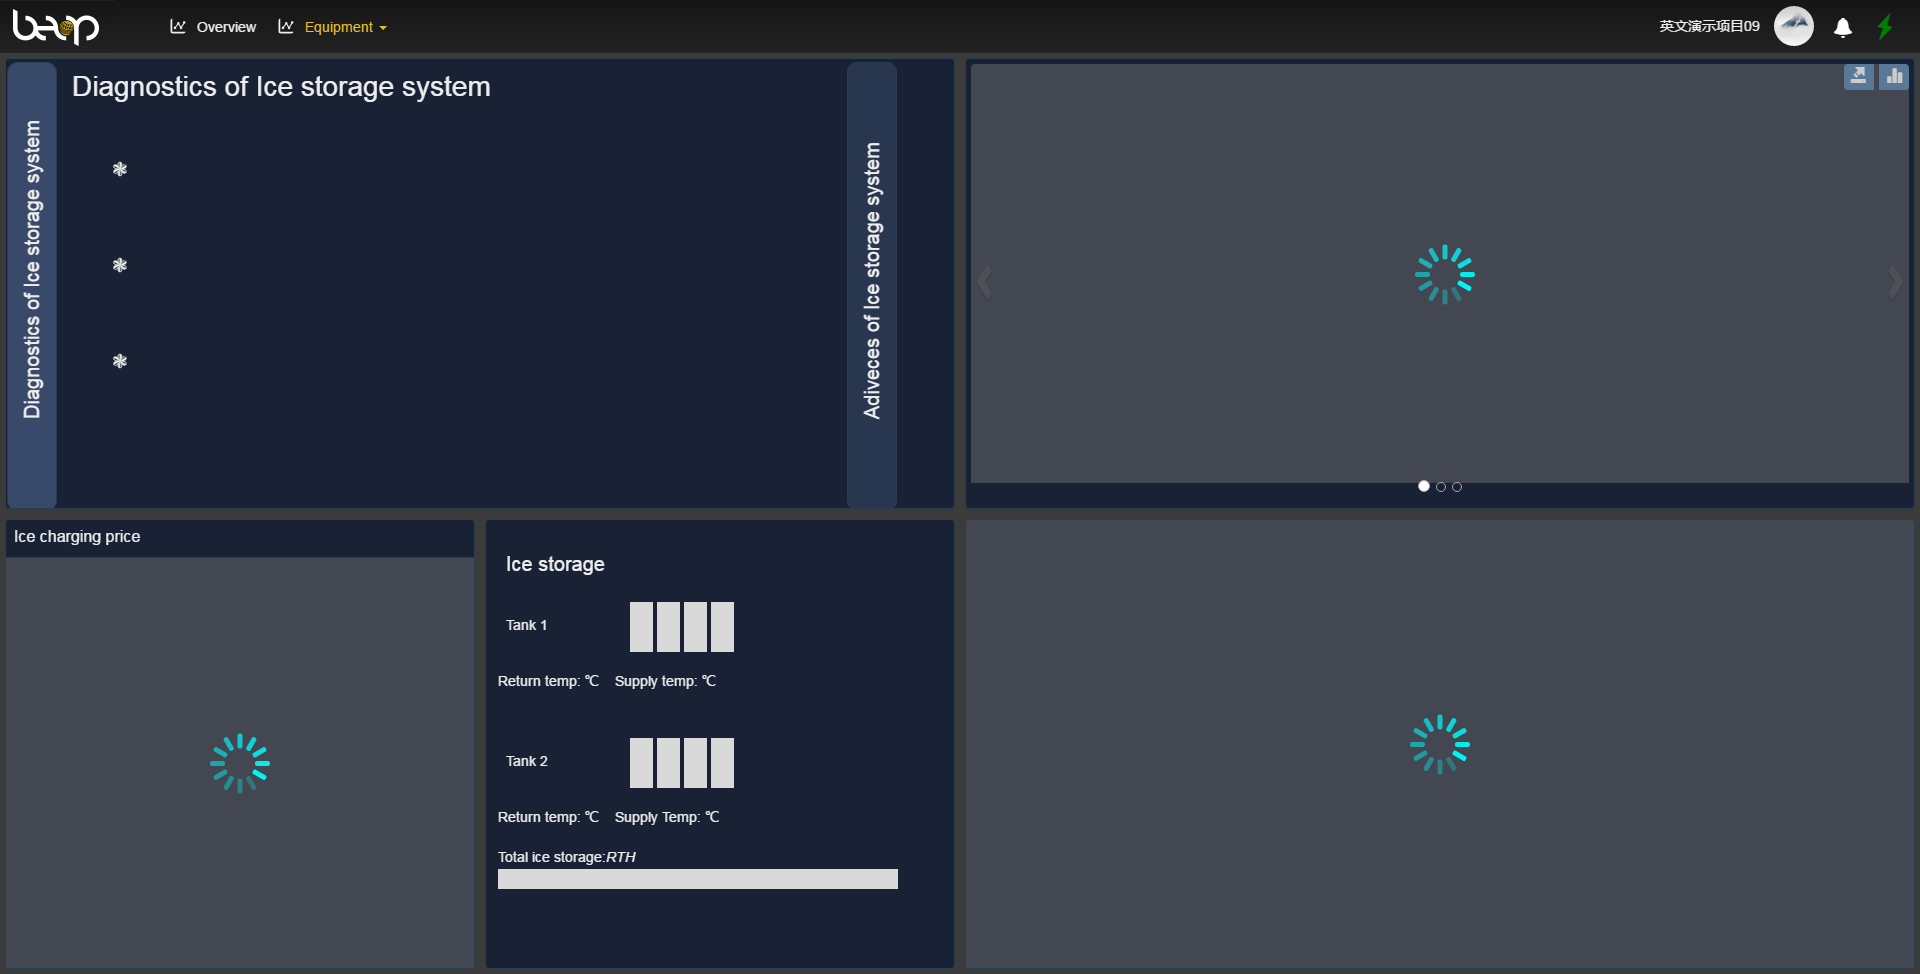 beop
Overview
Equipment
英文演示项目09
Diagnostics of Ice storage system
Diagnostics of Ice storage system
Adiveces of Ice storage system
Ice charging price
Ice storage
Tank 1
Return temp: ℃ Supply temp: ℃
Tank 2
Return temp: ℃ Supply Temp: ℃
Total ice storage:RTH